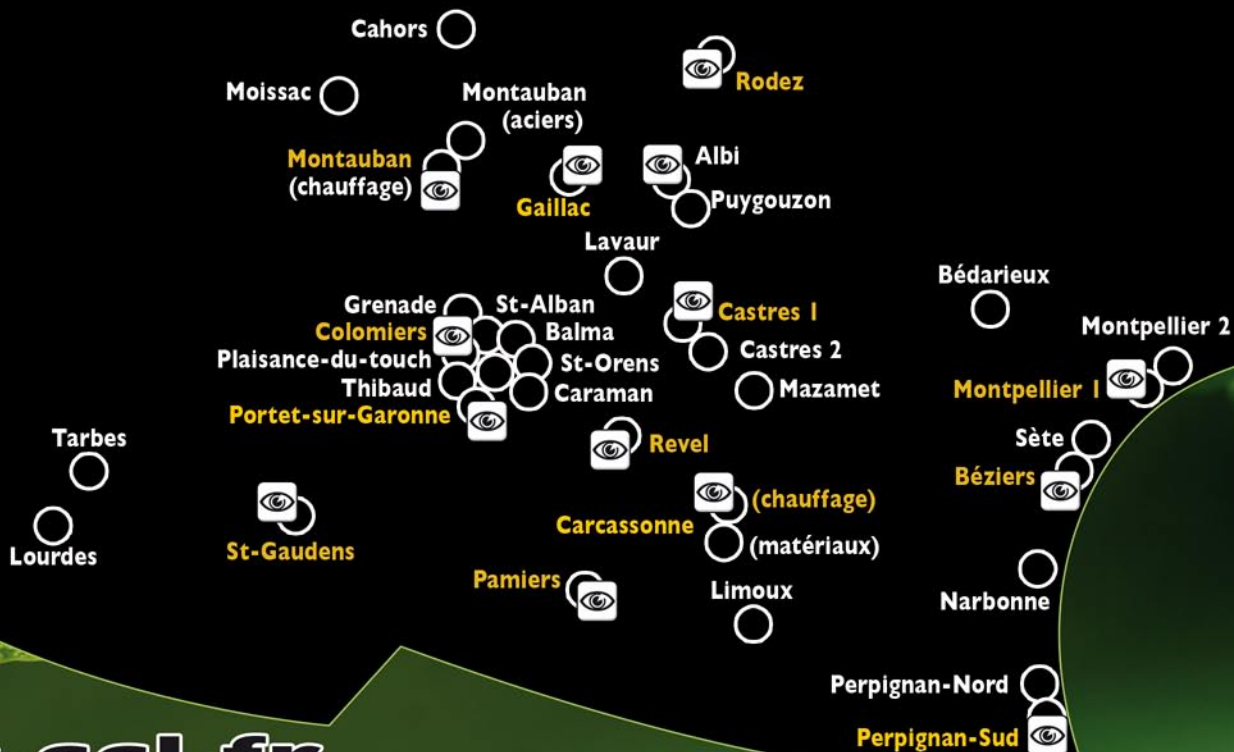 Cahors
Rodez
Moissac
Montauban
(aciers)
Montauban
(chauffage)
Gaillac
Albi
Puygouzon
Lavaur
Bédarieux
Grenade
St-Alban
Colomiers
Balma
Plaisance-du-touch
St-Orens
Thibaud
Caraman
Portet-sur-Garonne
Castres 1
Castres 2
Mazamet
Montpellier 2
Montpellier 1
Sète
Béziers
Revel
Tarbes
Lourdes
St-Gaudens
Carcassonne
(chauffage)
(matériaux)
Pamiers
Limoux
Narbonne
Perpignan-Nord
Perpignan-Sud